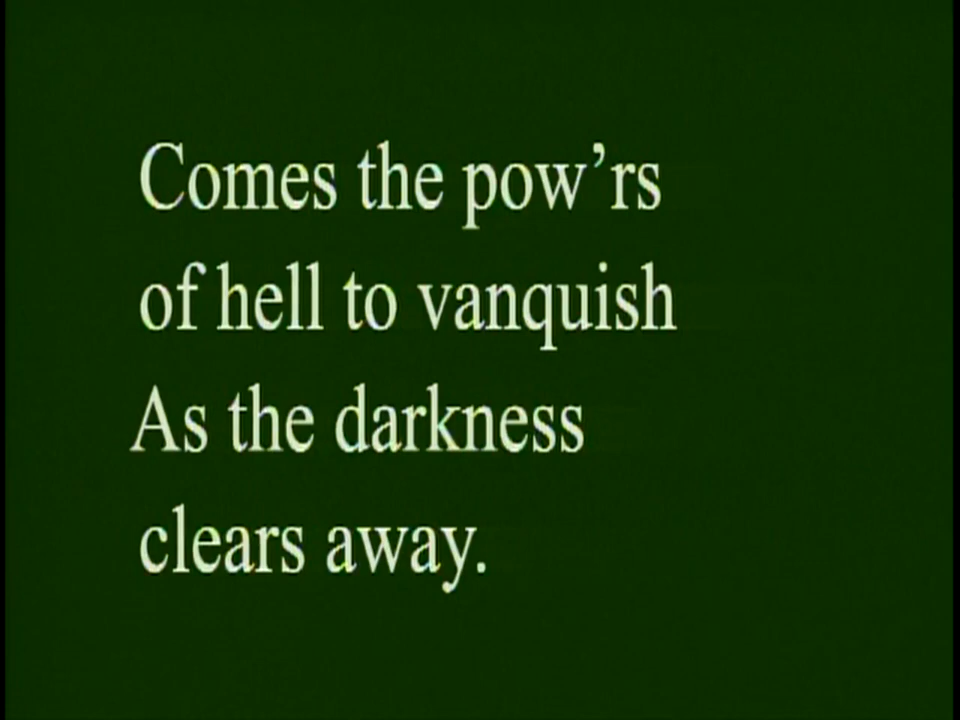 Comes the pow’rs
of hell to vanquish
As the darkness
clears away.